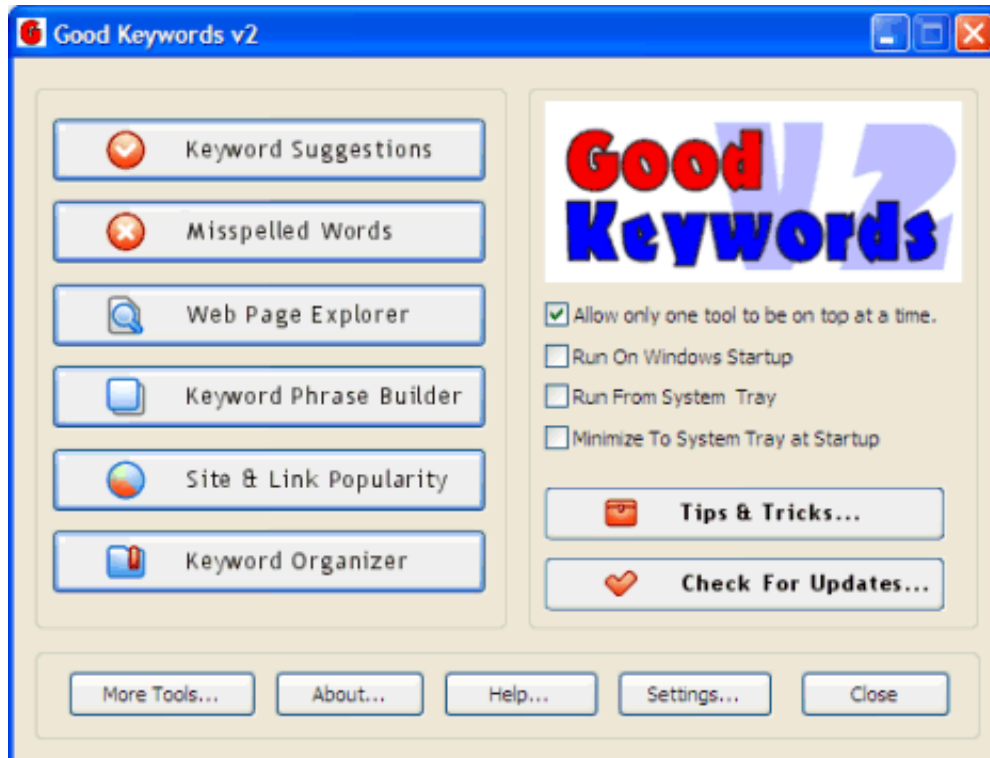 Good Keywords v2
Keyword Suggestions
Misspelled Words
Web Page Explorer
Keyword Phrase Builder
Site & Link Popularity
Keyword Organizer
V2
Good
Keywords
Allow only one tool to be on top at a time.
Run On Windows Startup
Run From System Tray
Minimize To System Tray at Startup
Tips & Tricks...
Check For Updates...
More Tools...
About...
Help...
Settings...
Close